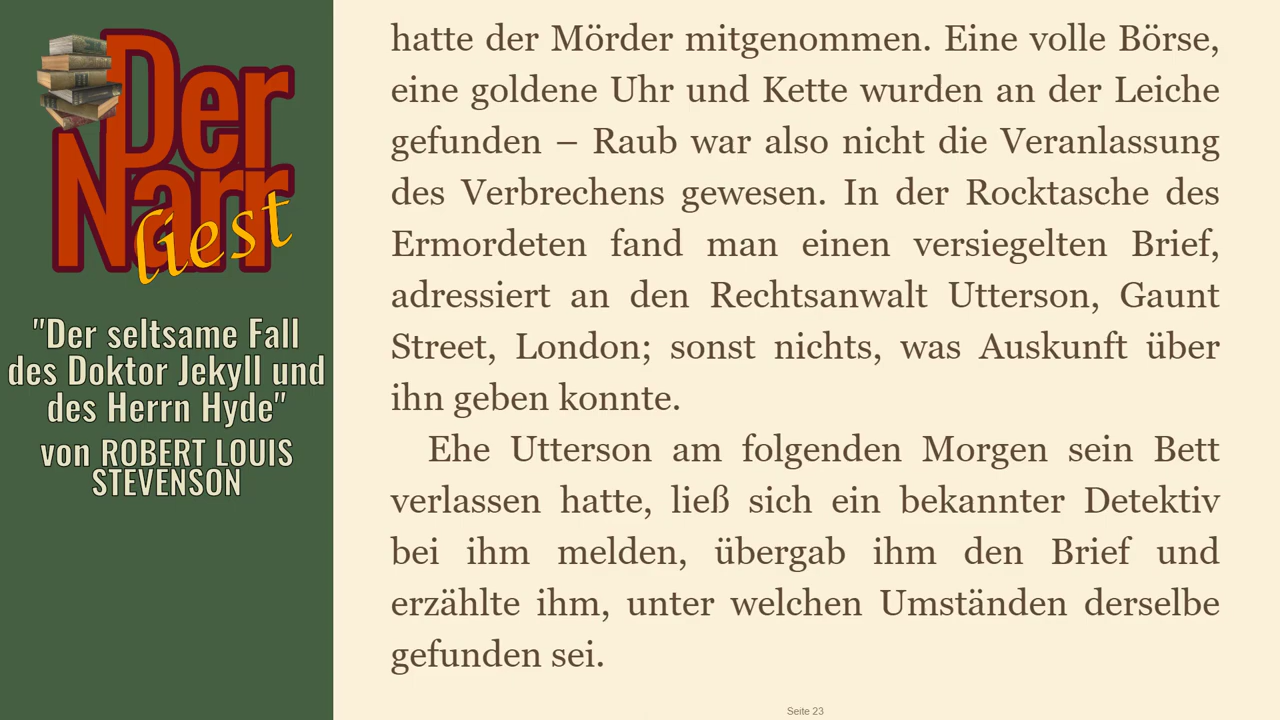 Der
Narr
liest
"Der seltsame Fall
des Doktor Jekyll und
des Herrn Hyde"
von ROBERT LOUIS
STEVENSON
hatte der Mörder mitgenommen. Eine volle Börse,
eine goldene Uhr und Kette wurden an der Leiche
gefunden – Raub war also nicht die Veranlassung
des Verbrechens gewesen. In der Rocktasche des
Ermordeten fand man einen versiegelten Brief,
adressiert an den Rechtsanwalt Utterson, Gaunt
Street, London; sonst nichts, was Auskunft über
ihn geben konnte.
Ehe Utterson am folgenden Morgen sein Bett
verlassen hatte, ließ sich ein bekannter Detektiv
bei ihm melden, übergab ihm den Brief und
erzählte ihm, unter welchen Umständen derselbe
gefunden sei.
Seite 23